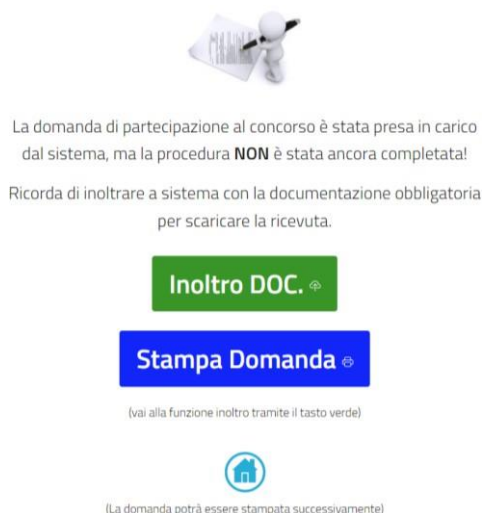 La domanda di partecipazione al concorso è stata presa in carico
dal sistema, ma la procedura NON è stata ancora completata!
Ricorda di inoltrare a sistema con la documentazione obbligatoria
per scaricare la ricevuta.
Inoltro DOC.
Stampa Domanda
(vai alla funzione inoltro tramite il tasto verde)
(La domanda potrà essere stampata successivamente)